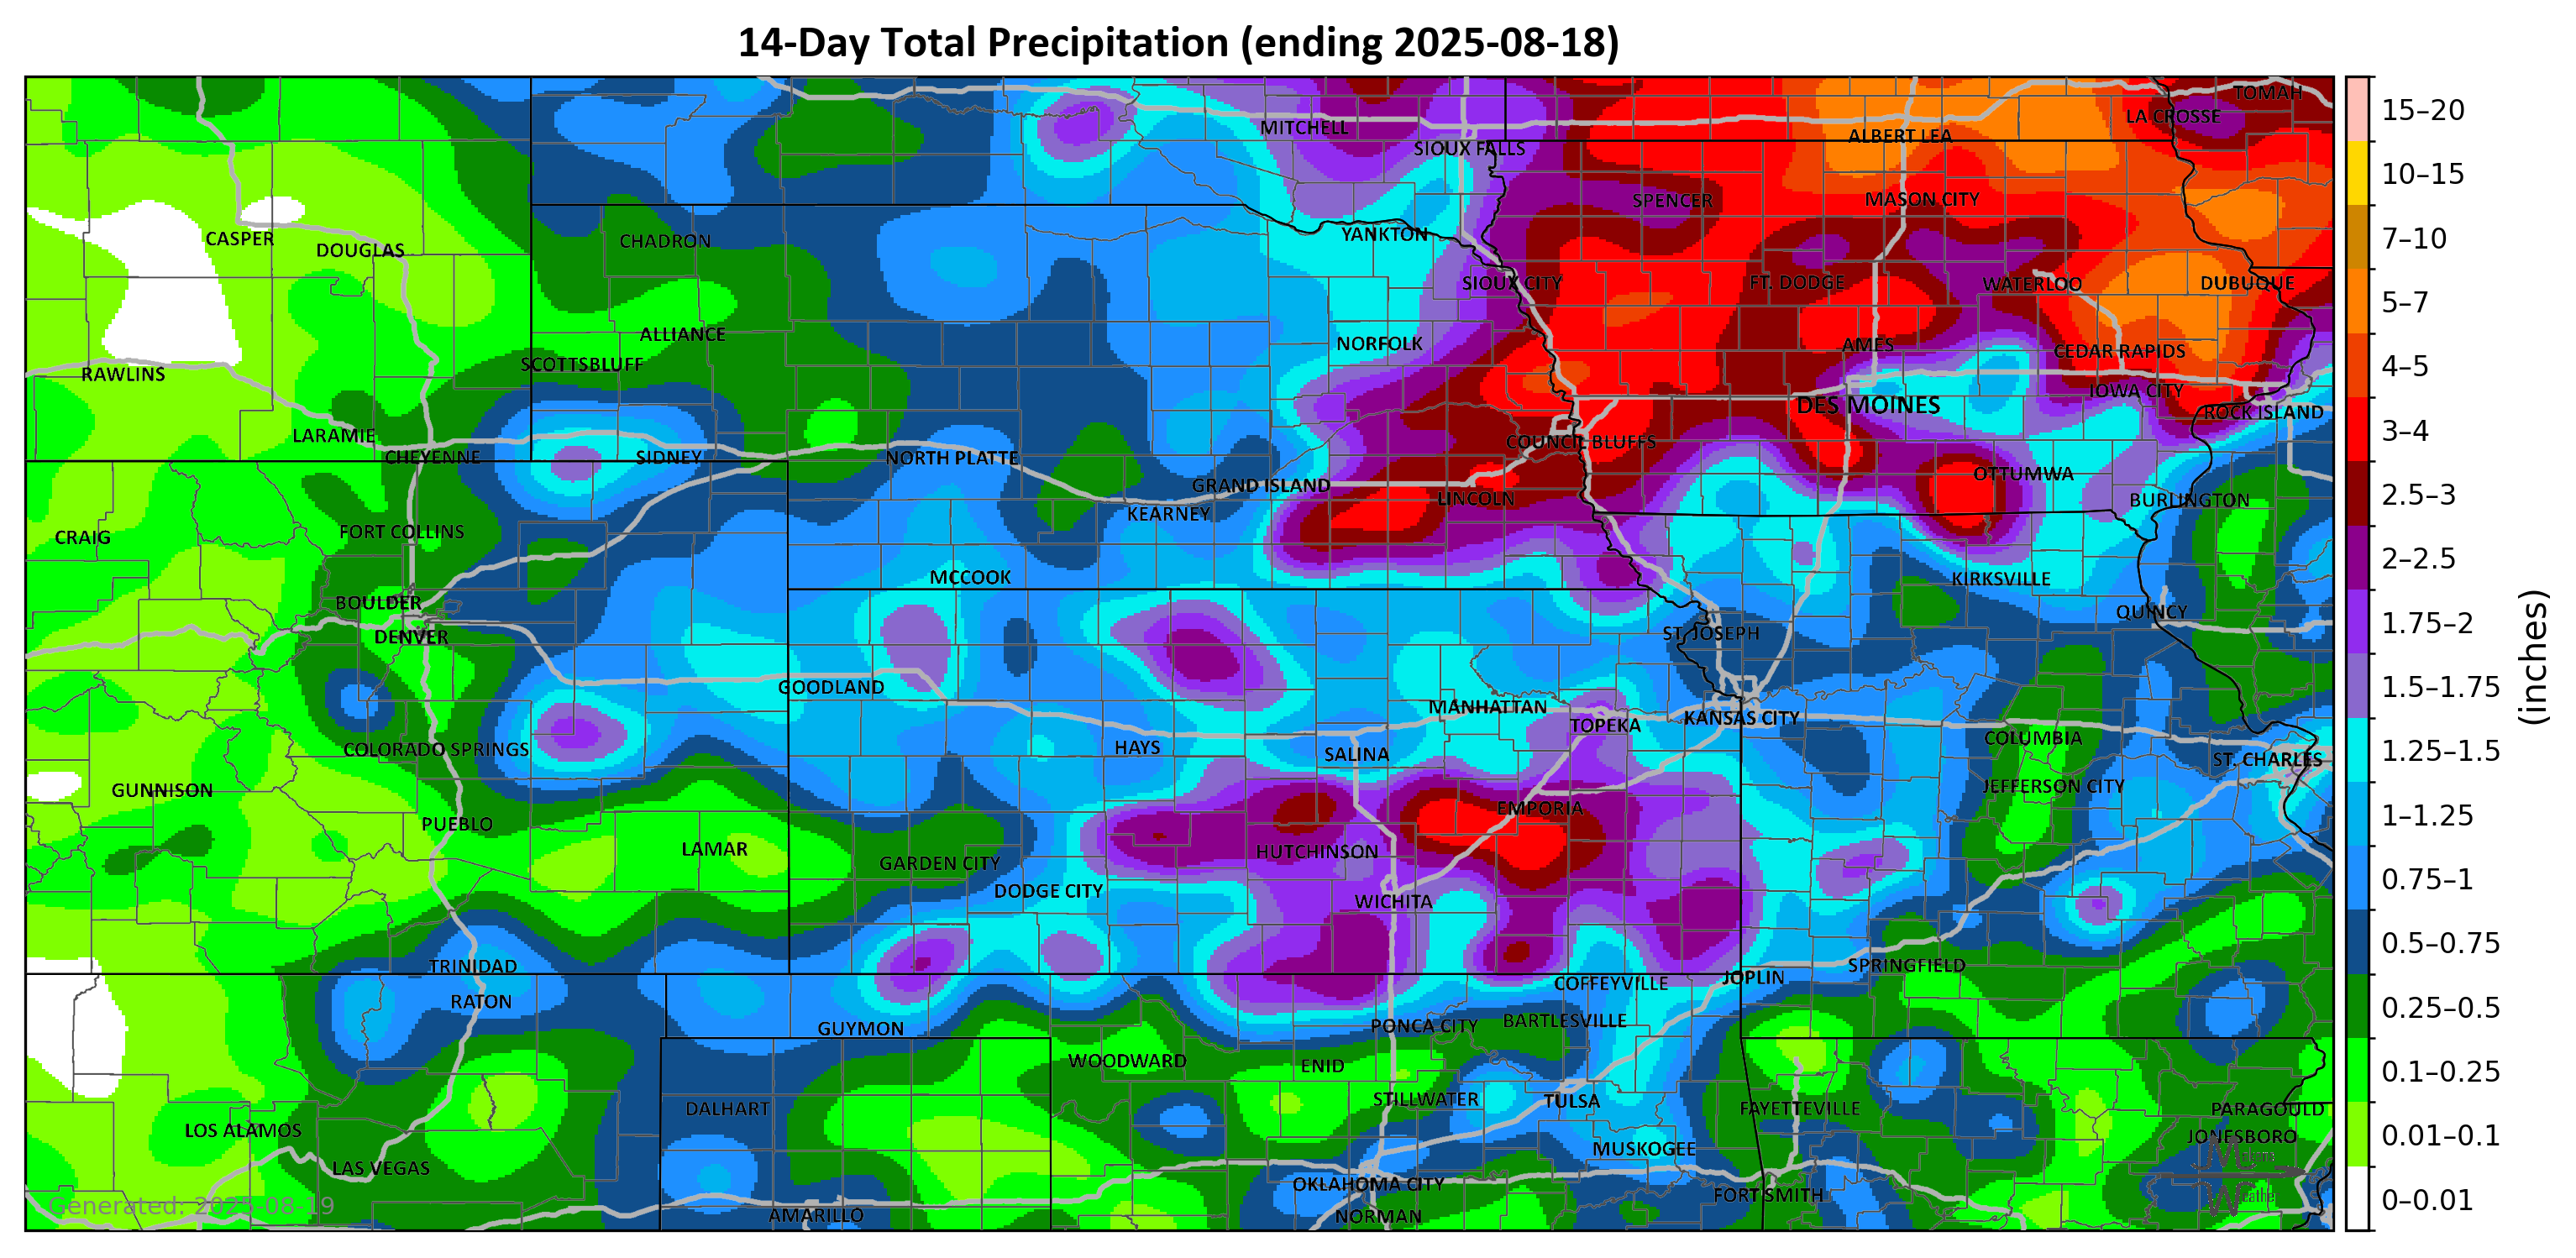 14-Day Total Precipitation (ending 2025-08-18)
TOMAH
LA CROSSE
MITCHELL
ALBERT LEA
SIOUX FALLS
SPENCER
MASON CITY
YANKTON
CASPER
CHADRON
DOUGLAS
SIOUX CITY
FT. DODGE
WATERLOO
DUBUQUE
ALLIANCE
NORFOLK
AMES
CEDAR RAPIDS
SCOTTSBLUFF
RAWLINS
IOWA CITY
DES MOINES
ROCK ISLAND
LARAMIE
COUNCIL BLUFFS
CHEYENNE
SIDNEY
NORTH PLATTE
OTTUMWA
GRAND ISLAND
LINCOLN
BURLINGTON
KEARNEY
FORT COLLINS
CRAIG
MCCOOK
KIRKSVILLE
BOULDER
QUINCY
DENVER
ST. JOSEPH
GOODLAND
MANHATTAN
KANSAS CITY
TOPEKA
COLUMBIA
HAYS
COLORADO SPRINGS
SALINA
ST. CHARLES
GUNNISON
JEFFERSON CITY
EMPORIA
PUEBLO
LAMAR
HUTCHINSON
GARDEN CITY
DODGE CITY
WICHITA
TRINIDAD
SPRINGFIELD
JOPLIN
COFFEYVILLE
RATON
BARTLESVILLE
PONCA CITY
GUYMON
WOODWARD
ENID
STILLWATER
TULSA
DALHART
FAYETTEVILLE
PARAGOULD
LOS ALAMOS
JONESBORO
MUSKOGEE
LAS VEGAS
OKLAHOMA CITY
FORT SMITH
AMARILLO
NORMAN
Generated: 2025-08-19
15–20
10–15
7–10
5–7
4–5
3–4
2.5–3
2–2.5
1.75–2
1.5–1.75
1.25–1.5
1–1.25
0.75–1
0.5–0.75
0.25–0.5
0.1–0.25
0.01–0.1
0–0.01
(inches)